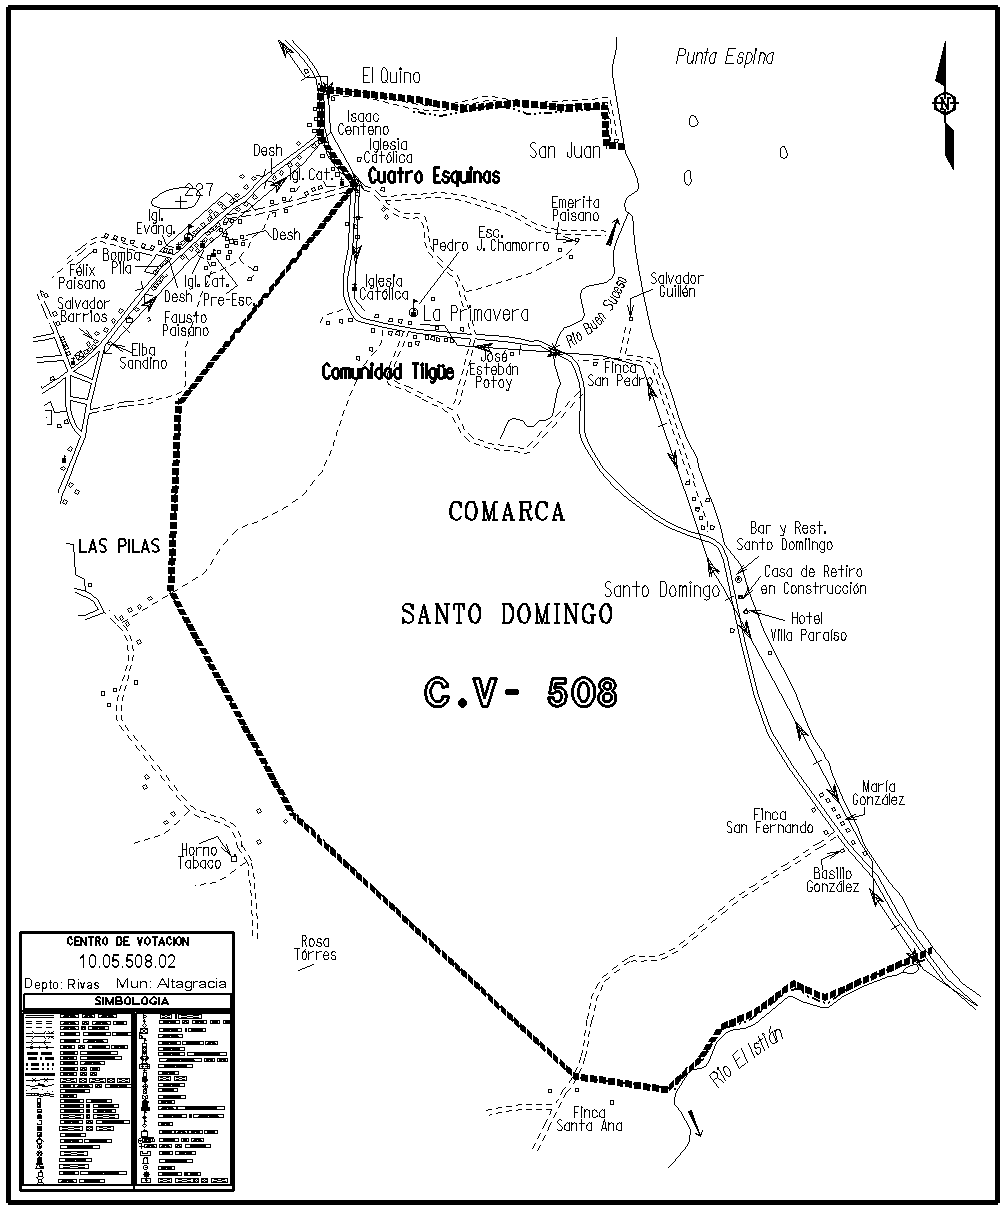 Punta Espina
El Quino
N
Isaac
Centeno
Iglesia
Católica
San Juan
Desh
Igl. Cat.
Cuatro Esquinas
227
Igl.
Evang.
Desh
Emerita
Paisano
Esc.
Pedro J. Chamorro
Bomba
Pila
Félix
Paisano
Igl. Cat.
Pre-Esc.
Desh
Iglesia
Católica
Salvador
Guillén
Río Buen Suceso
Salvador
Barrios
Fausto
Paisano
La Primavera
Elba
Sandino
Comunidad Tilgüe
José
Esteban
Potoy
Finca
San Pedro
COMARCA
LAS PILAS
Bar y Rest.
Santo Domiingo
Casa de Retiro
en Construcción
Santo Domingo
SANTO DOMINGO
Hotel
Villa Paraíso
C.V- 508
María
González
Finca
San Fernando
Horno
Tabaco
Basilio
González
Rosa
Tórres
CENTRO DE VOTACION
10.05.508.02
Depto: Rivas Mun: Altagracia
SIMBOLOGIA
Río El Istián
Finca
Santa Ana